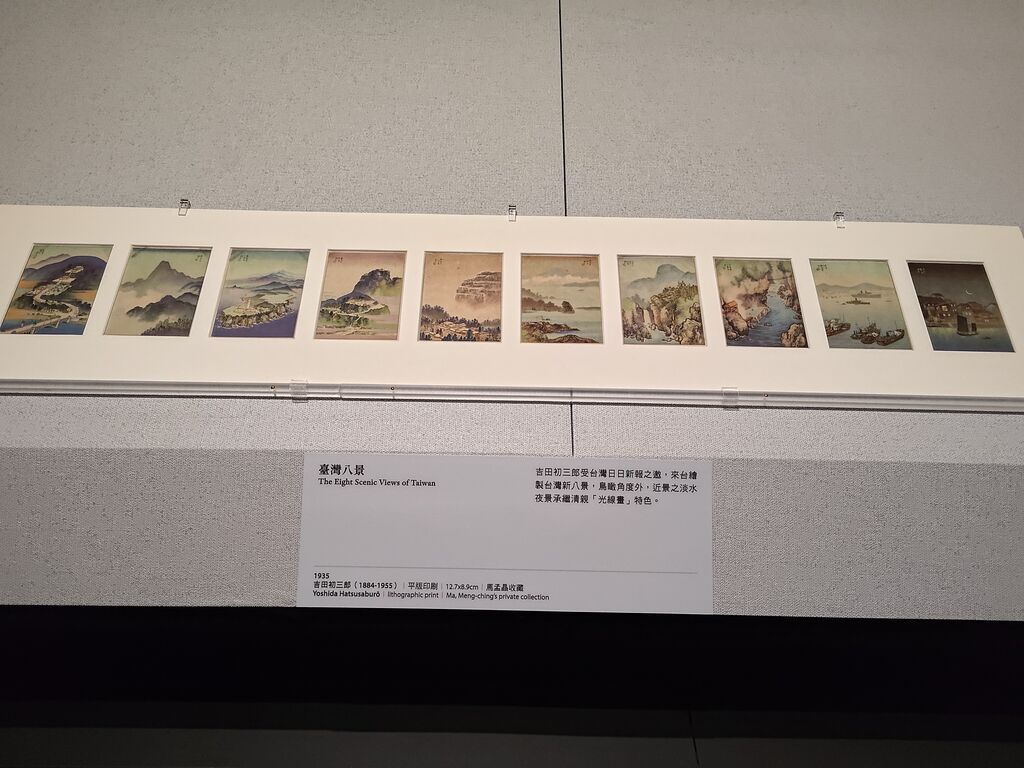 臺灣八景
The Eight Scenic Views of Taiwan
吉田初三郎受台灣日日新報之邀，來台繪
製台灣新八景，鳥瞰角度外，近景之淡水
夜景承繼清親「光線畫」特色。
1935
吉田初三郎（1884-1955）｜平版印刷｜12.7x8.9cm｜馬孟晶收藏
Yoshida Hatsusaburō｜lithographic print｜Ma, Meng-ching's private collection